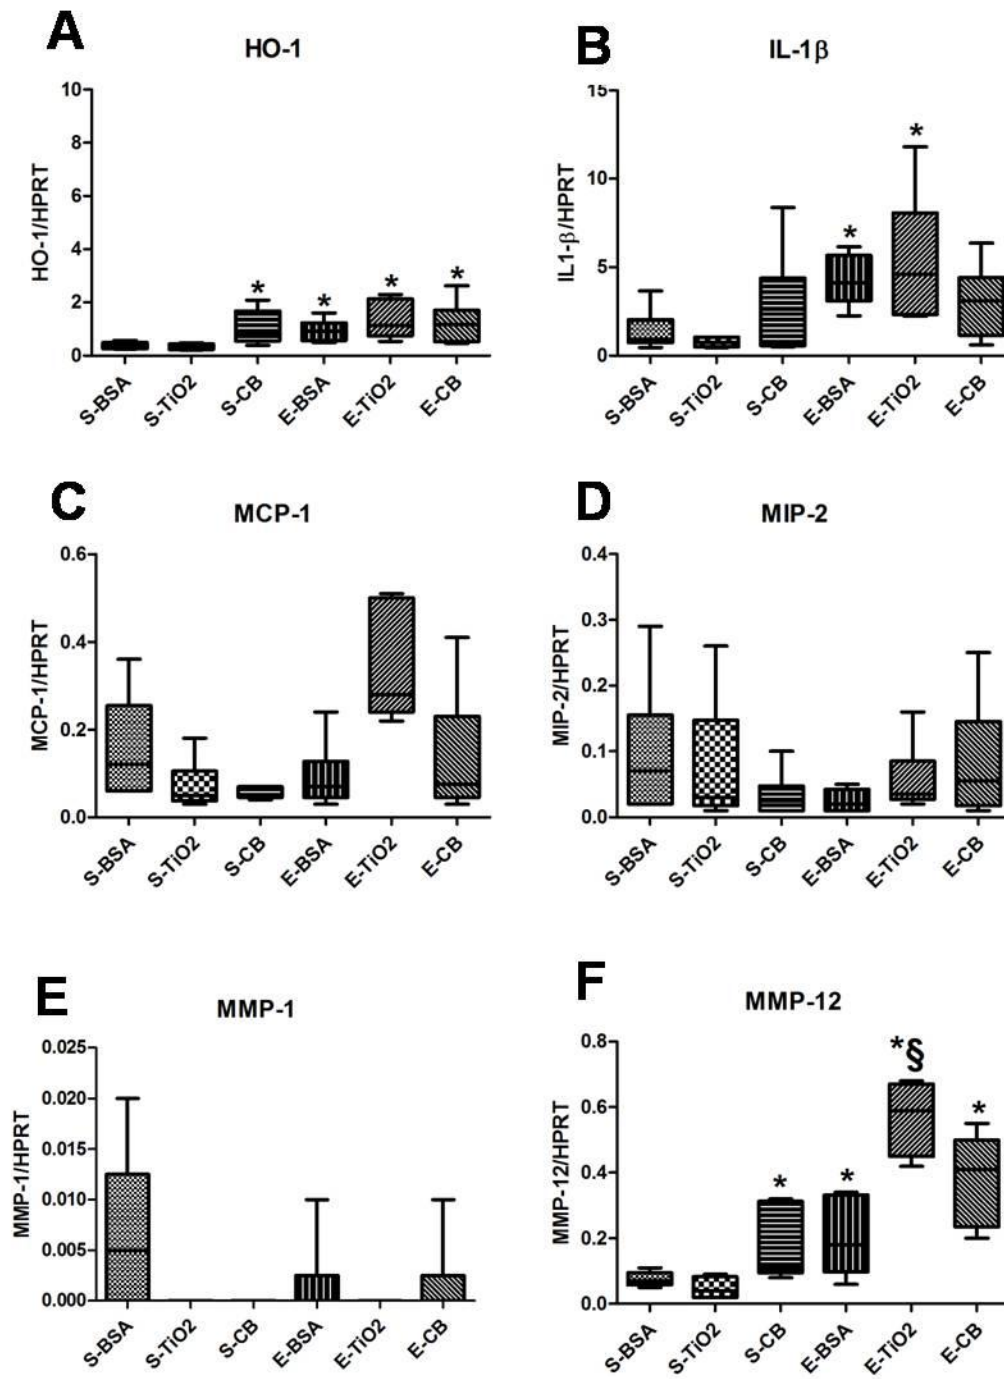 A
HO-1
HO-1/HPRT
10
8
6
4
2
0
* * * *
S-BSA
S-TiO2
S-CB
E-BSA
E-TiO2
E-CB
B
IL-1β
IL1-β/HPRT
15
10
5
0
* *
S-BSA
S-TiO2
S-CB
E-BSA
E-TiO2
E-CB
C
MCP-1
MCP-1/HPRT
0.6
0.4
0.2
0.0
S-BSA
S-TiO2
S-CB
E-BSA
E-TiO2
E-CB
D
MIP-2
MIP-2/HPRT
0.4
0.3
0.2
0.1
0.0
S-BSA
S-TiO2
S-CB
E-BSA
E-TiO2
E-CB
E
MMP-1
MMP-1/HPRT
0.025
0.020
0.015
0.010
0.005
0.000
S-BSA
S-TiO2
S-CB
E-BSA
E-TiO2
E-CB
F
MMP-12
MMP-12/HPRT
0.8
0.6
0.4
0.2
0.0
* * *§ *
S-BSA
S-TiO2
S-CB
E-BSA
E-TiO2
E-CB